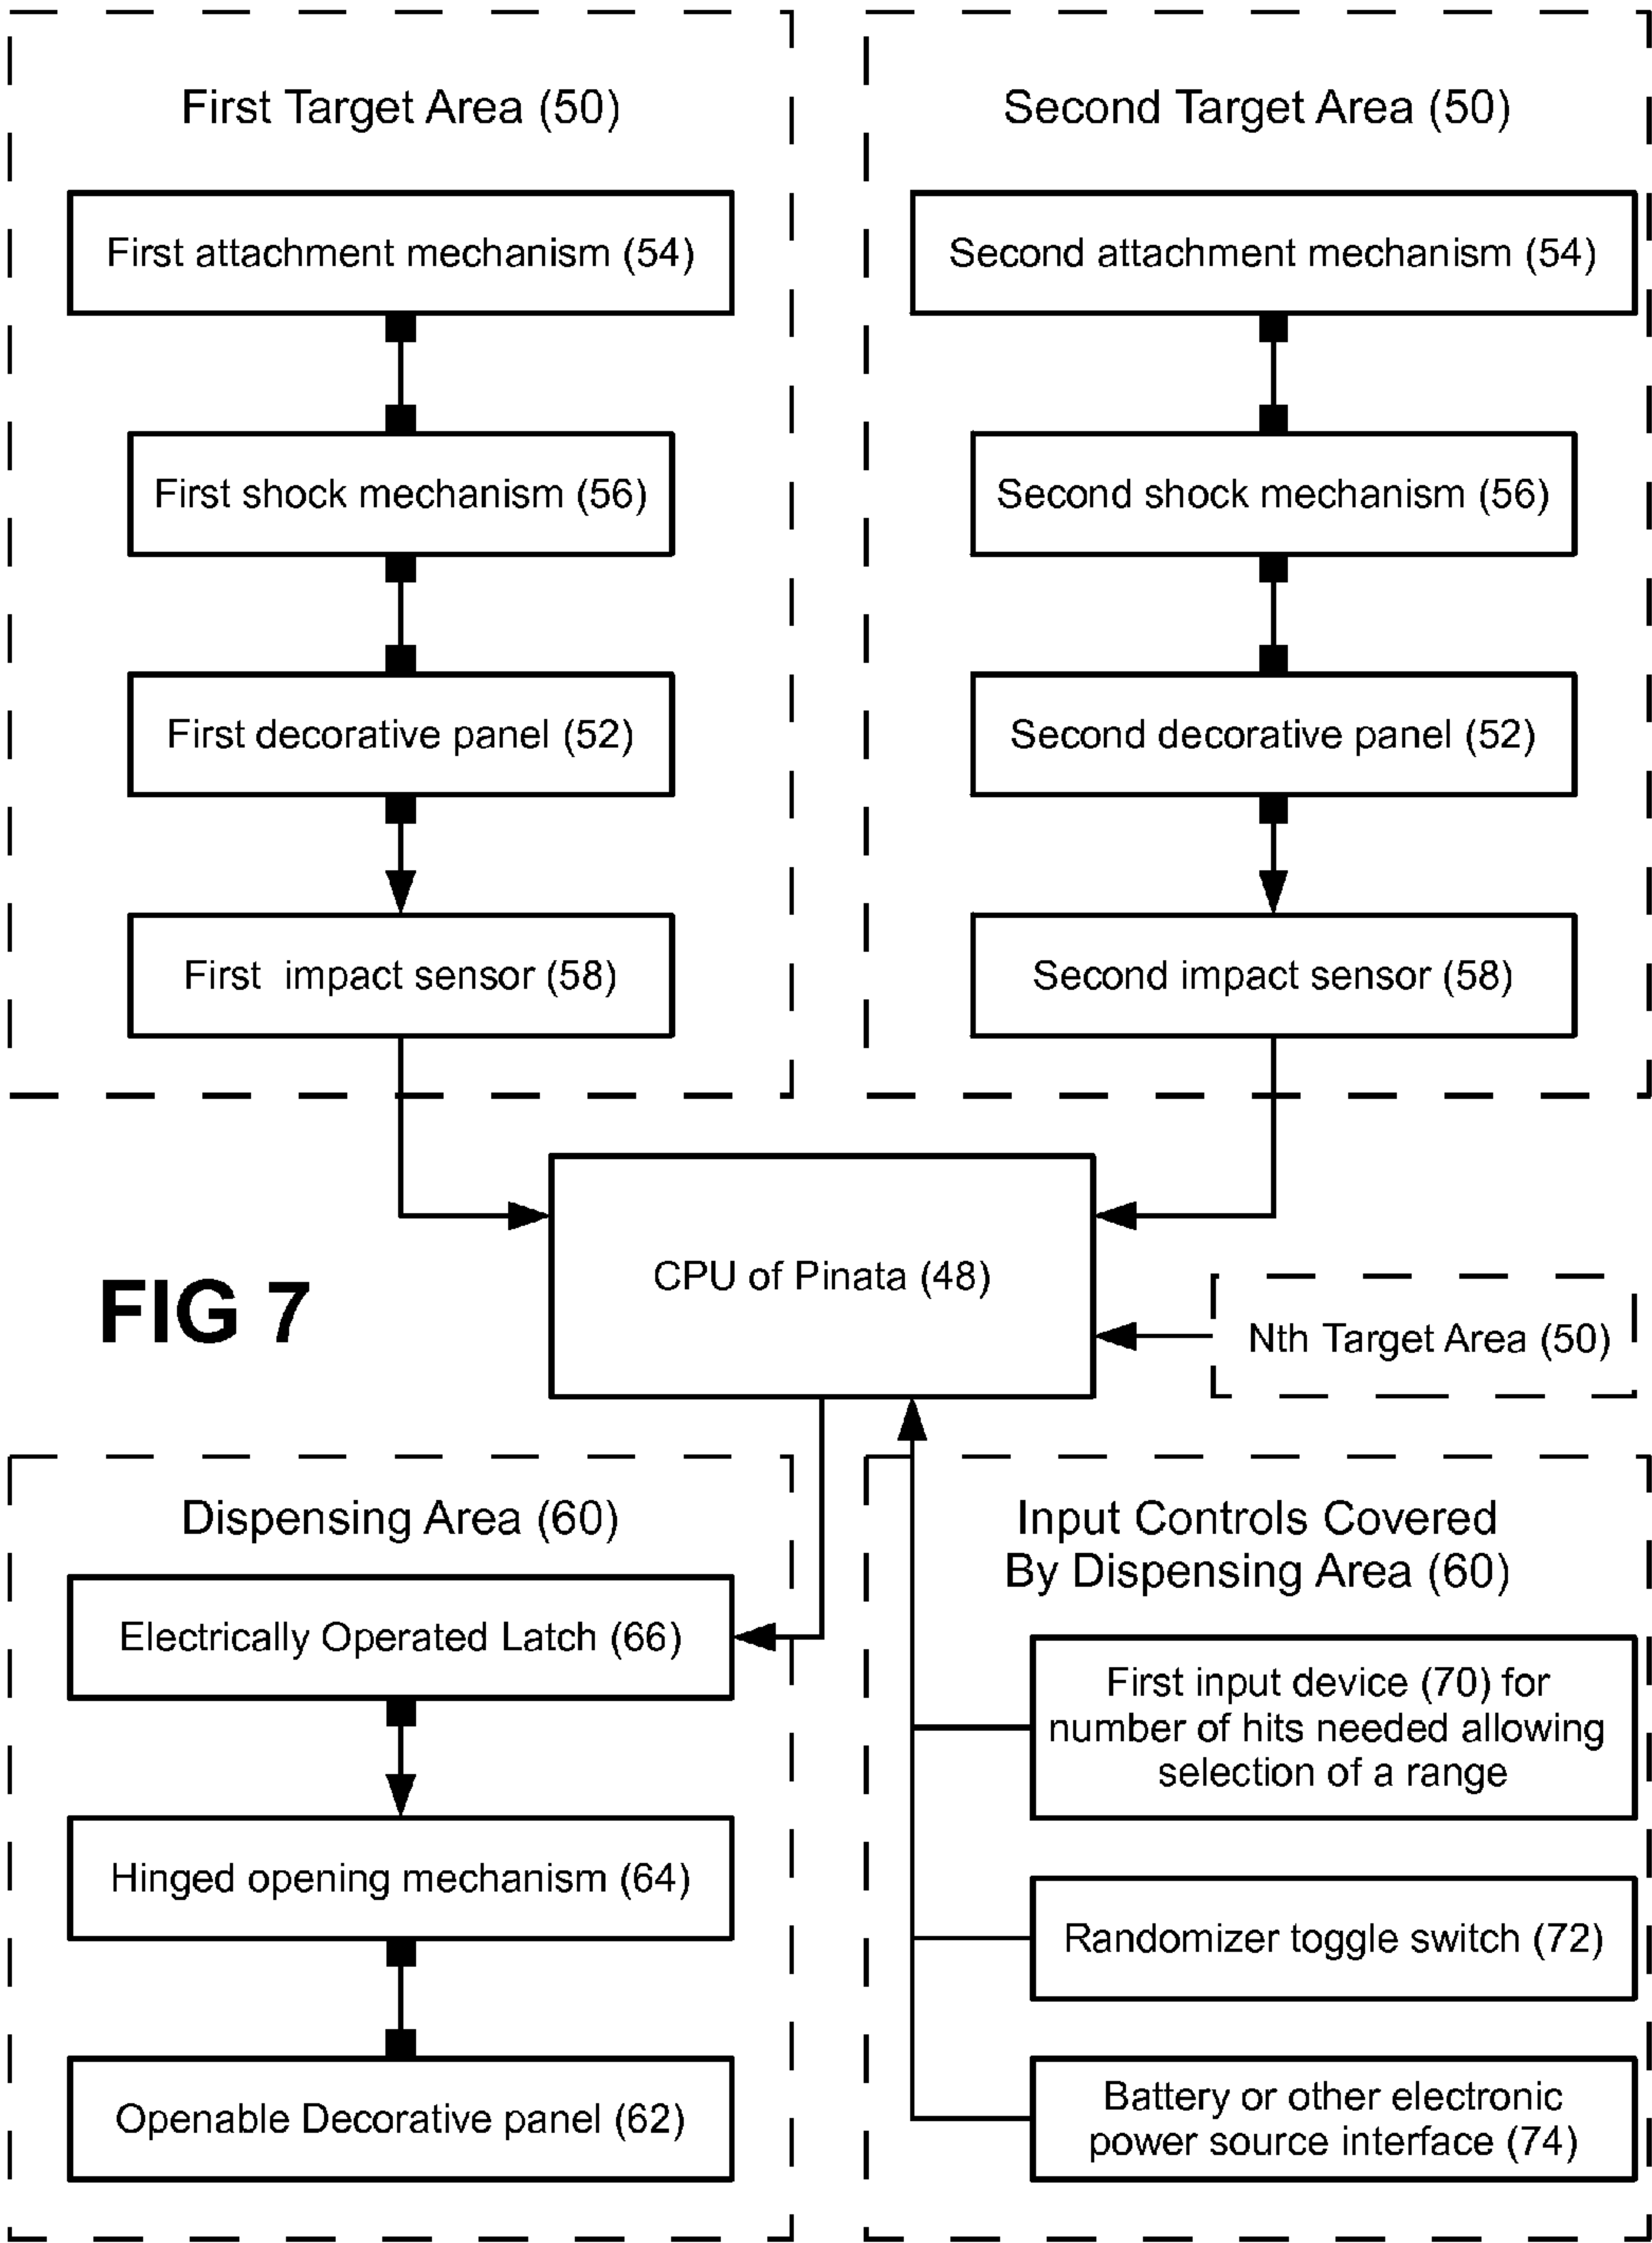 First Target Area (50)
First attachment mechanism (54)
First shock mechanism (56)
First decorative panel (52)
First  impact sensor (58)
Second Target Area (50)
Second attachment mechanism (54)
Second shock mechanism (56)
Second decorative panel (52)
Second impact sensor (58)
CPU of Pinata (48)
FIG 7
Nth Target Area (50)
Dispensing Area (60)
Electrically Operated Latch (66)
Hinged opening mechanism (64)
Openable Decorative panel (62)
Input Controls Covered
By Dispensing Area (60)
First input device (70) for
number of hits needed allowing
selection of a range
Randomizer toggle switch (72)
Battery or other electronic
power source interface (74)